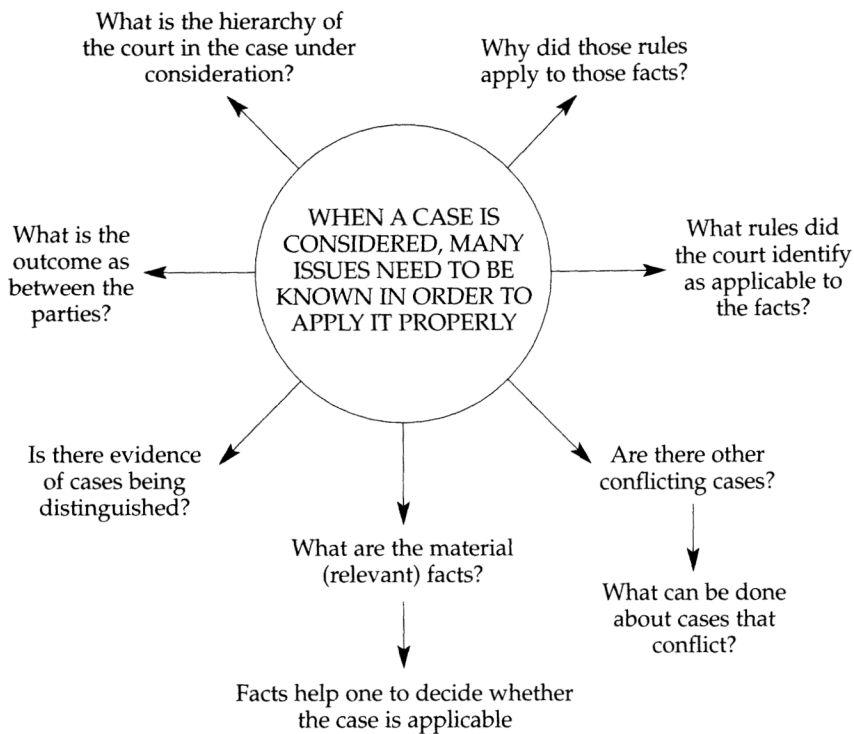 What is the hierarchy of
the court in the case under
consideration?
Why did those rules
apply to those facts?
WHEN A CASE IS
CONSIDERED, MANY
ISSUES NEED TO BE
KNOWN IN ORDER TO
APPLY IT PROPERLY
What is the
outcome as
between the
parties?
What rules did
the court identify
as applicable to
the facts?
Is there evidence
of cases being
distinguished?
Are there other
conflicting cases?
What are the material
(relevant) facts?
What can be done
about cases that
conflict?
Facts help one to decide whether
the case is applicable